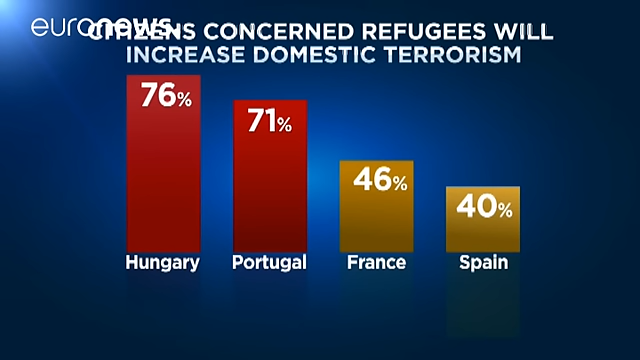 euronews.
CITIZENS CONCERNED REFUGEES WILL
INCREASE DOMESTIC TERRORISM
76% 71% 46% 40%
Hungary Portugal France Spain